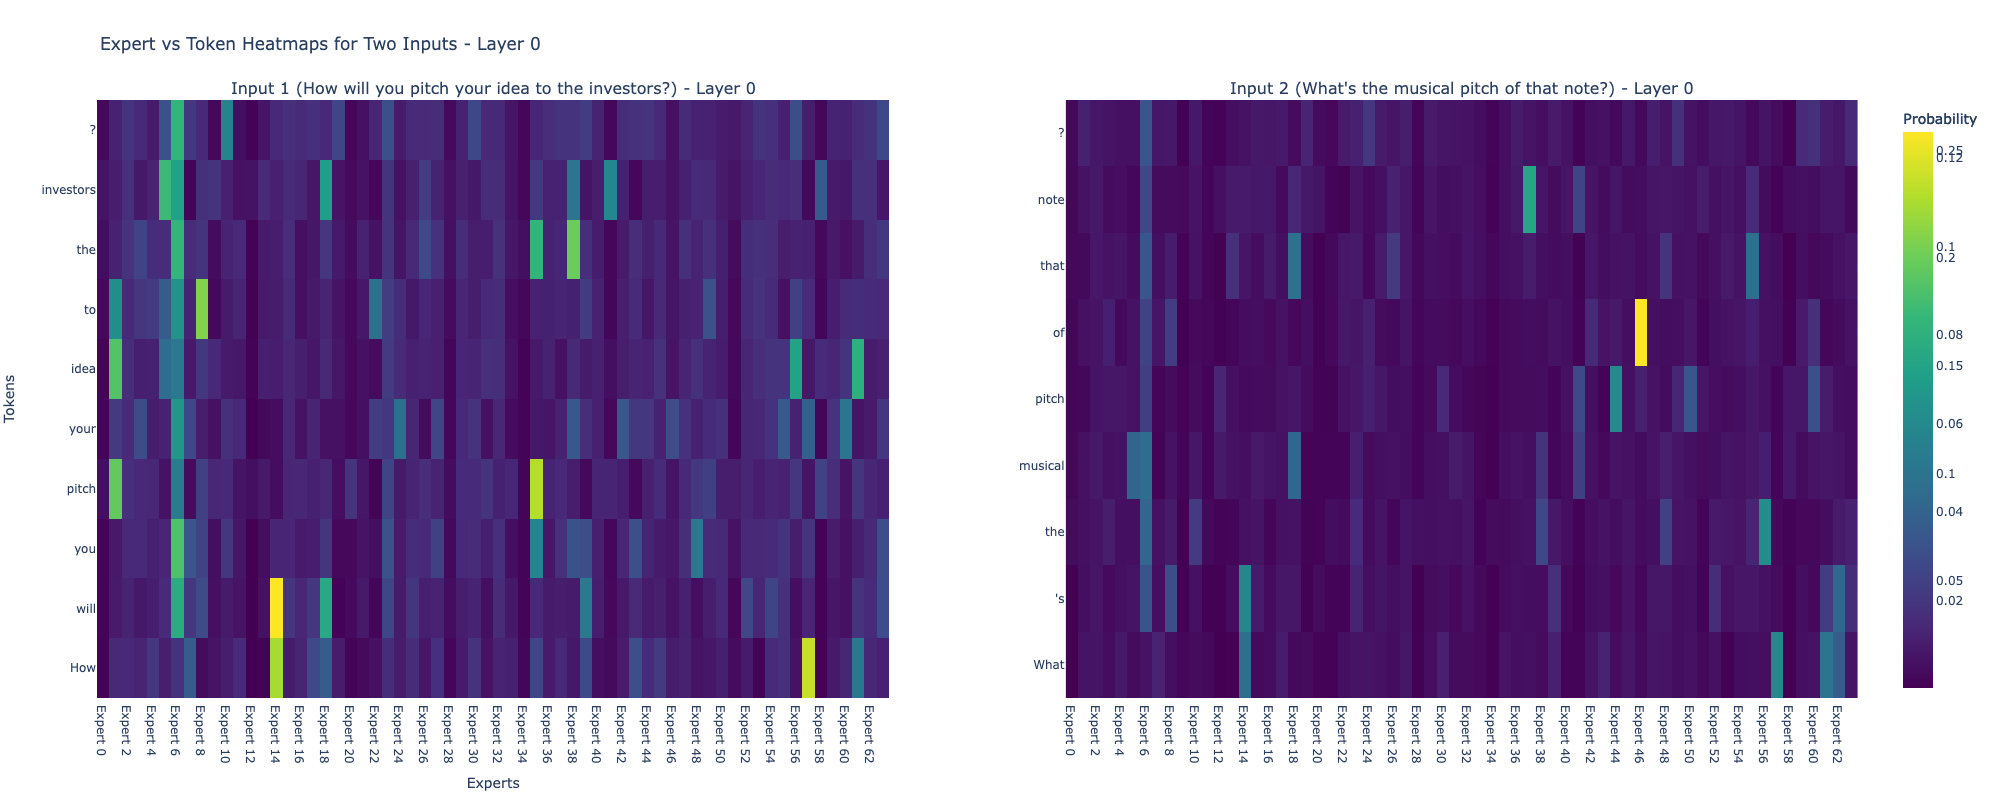 Expert vs Token Heatmaps for Two Inputs - Layer 0
Input 1 (How will you pitch your idea to the investors?) - Layer 0
Tokens
?
investors
the
to
idea
your
pitch
you
will
How
Expert 0
Expert 2
Expert 4
Expert 6
Expert 8
Expert 10
Expert 12
Expert 14
Expert 16
Expert 18
Expert 20
Expert 22
Expert 24
Expert 26
Expert 28
Expert 30
Expert 32
Expert 34
Expert 36
Expert 38
Expert 40
Expert 42
Expert 44
Expert 46
Expert 48
Expert 50
Expert 52
Expert 54
Expert 56
Expert 58
Expert 60
Expert 62
Experts
Input 2 (What's the musical pitch of that note?) - Layer 0
?
note
that
of
pitch
musical
the
's
What
Expert 0
Expert 2
Expert 4
Expert 6
Expert 8
Expert 10
Expert 12
Expert 14
Expert 16
Expert 18
Expert 20
Expert 22
Expert 24
Expert 26
Expert 28
Expert 30
Expert 32
Expert 34
Expert 36
Expert 38
Expert 40
Expert 42
Expert 44
Expert 46
Expert 48
Expert 50
Expert 52
Expert 54
Expert 56
Expert 58
Expert 60
Expert 62
Probability
0.25
0.12
0.1
0.2
0.08
0.15
0.06
0.1
0.04
0.05
0.02